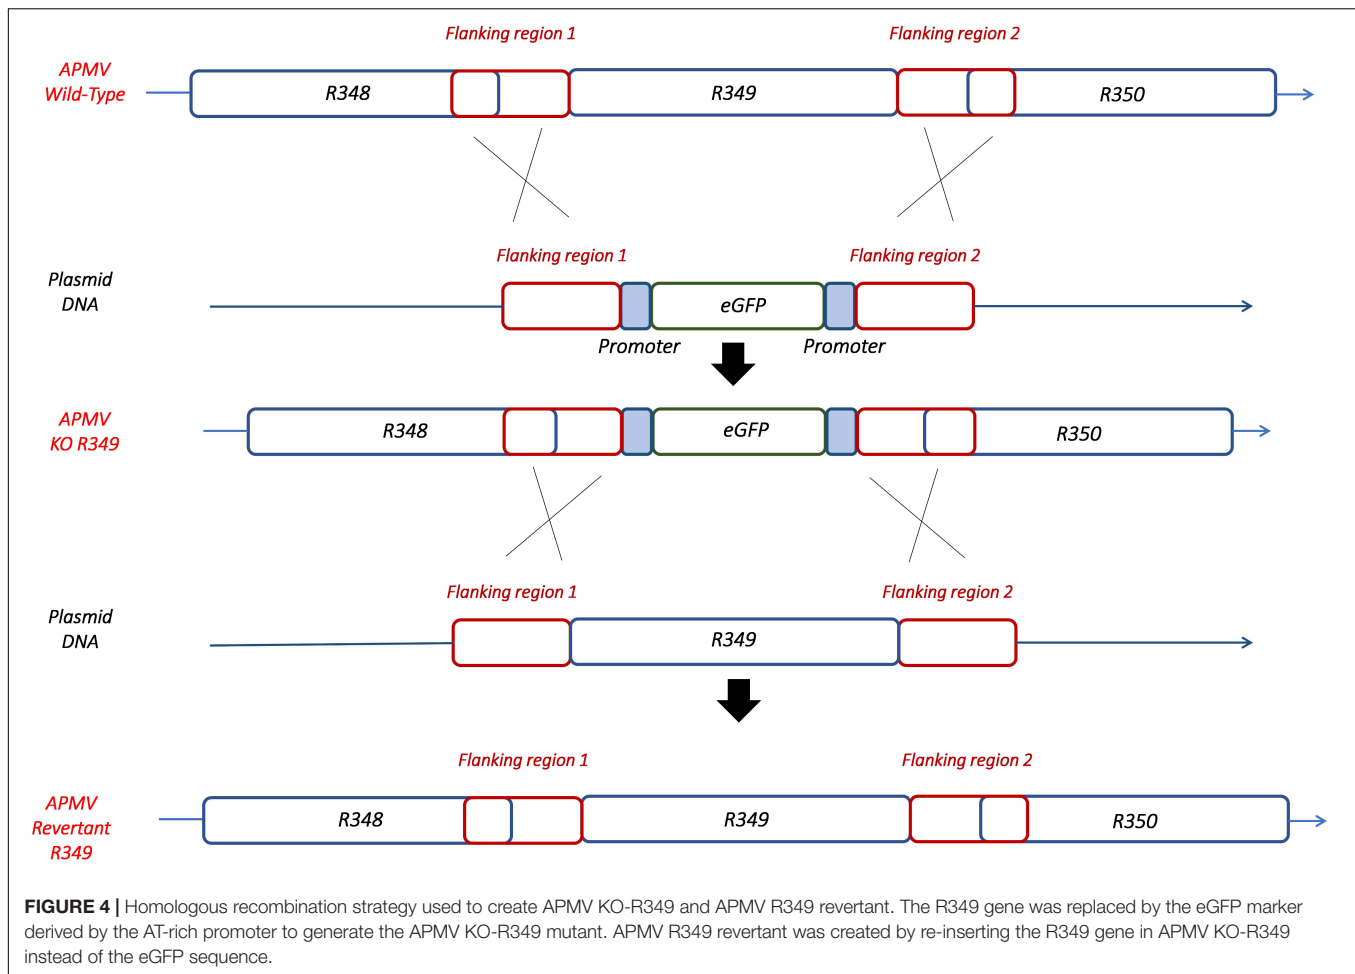 Flanking region 1
Flanking region 2
APMV
Wild-Type
R348
R349
R350
Flanking region 1
Flanking region 2
Plasmid
DNA
eGFP
Promoter
Promoter
APMV
KO R349
R348
eGFP
R350
Flanking region 1
Flanking region 2
Plasmid
DNA
R349
Flanking region 1
Flanking region 2
APMV
Revertant
R349
R348
R349
R350
FIGURE 4 | Homologous recombination strategy used to create APMV KO-R349 and APMV R349 revertant. The R349 gene was replaced by the eGFP marker
derived by the AT-rich promoter to generate the APMV KO-R349 mutant. APMV R349 revertant was created by re-inserting the R349 gene in APMV KO-R349
instead of the eGFP sequence.